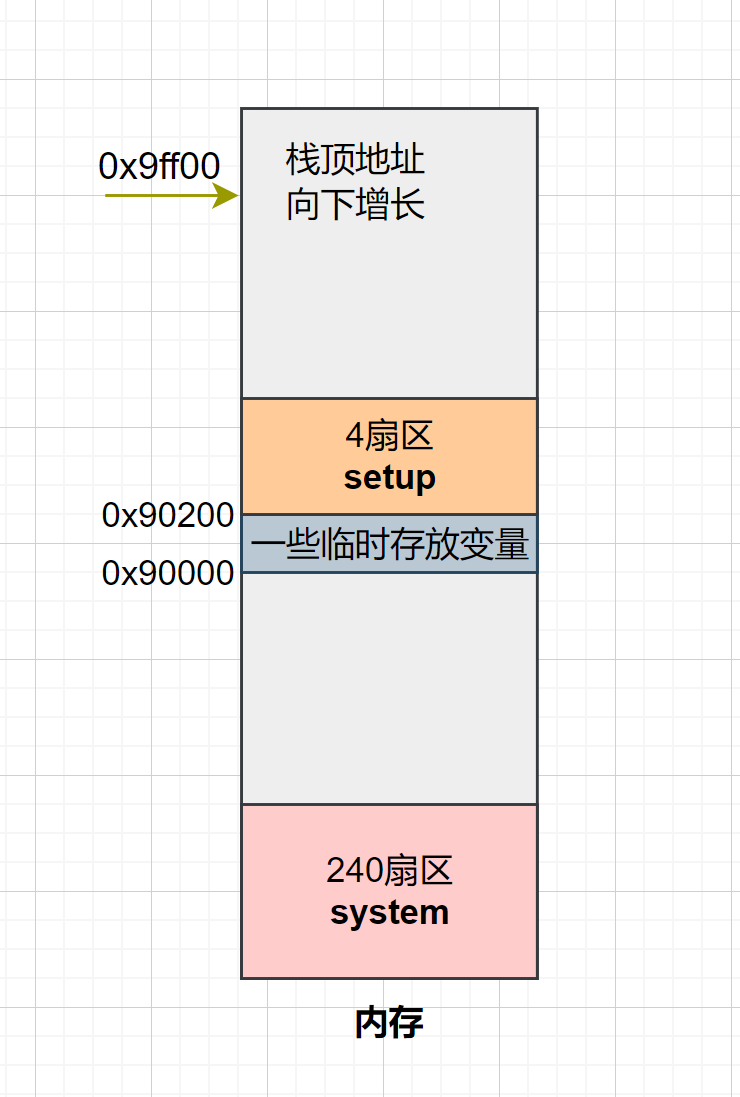 0x9ff00
栈顶地址
向下增长
4扇区
setup
0x90200
一些临时存放变量
0x90000
240扇区
system
内存